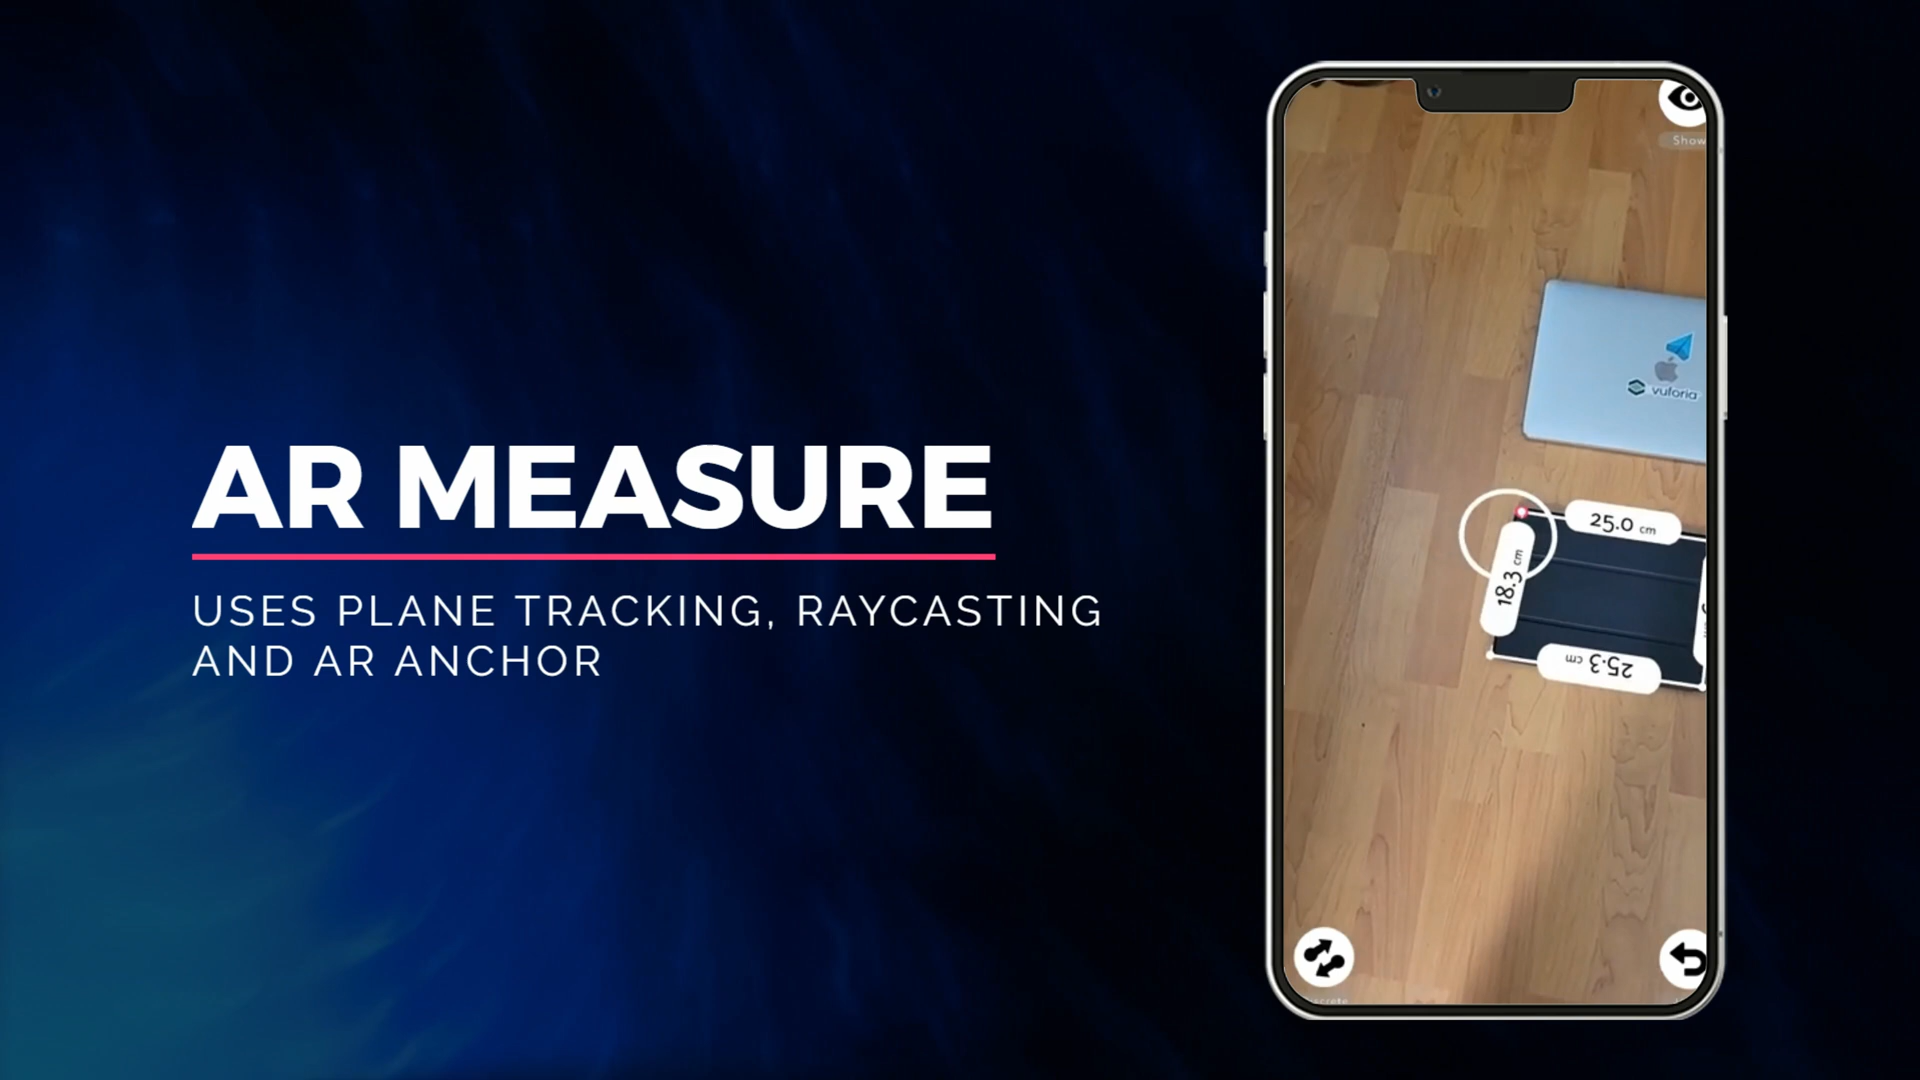 AR MEASURE
USES PLANE TRACKING, RAYCASTING
AND AR ANCHOR
Show
vuforia
25.0 cm
18.3 cm
25.3 cm